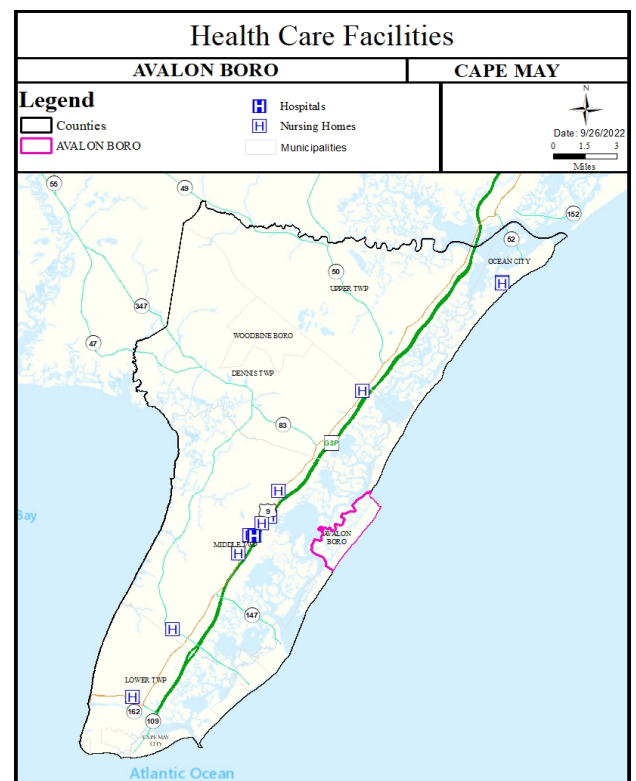 Health Care Facilities
AVALON BORO
CAPE MAY
Legend
Counties
AVALON BORO
H Hospitals
H Nursing Homes
Municipalities
N
Date: 9/26/2022
0 1.5 3
Miles
55
49
152
52
OCEAN CITY
50
UPPER TWP
H
347
WOODBINE BORO
47
DENNIS TWP
H
83
GSP
H
9
H
AVALON
BORO
H
MIDDLE TWP
H
147
H
LOWER TWP
H
162
109
CAPE MAY
CITY
Bay
Atlantic Ocean